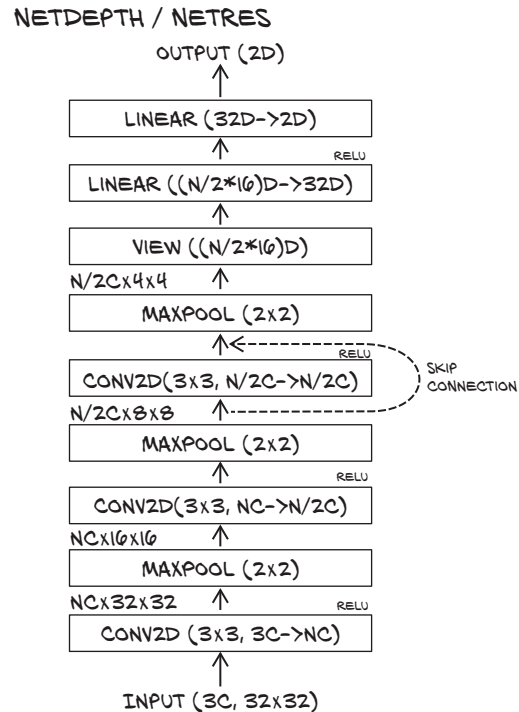 NETDEPTH / NETRES
OUTPUT (2D)
LINEAR (32D->2D)
RELU
LINEAR ((N/2*16)D->32D)
VIEW ((N/2*16)D)
N/2Cx4x4
MAXPOOL (2x2)
RELU
CONV2D(3x3, N/2C->N/2C)
SKIP
CONNECTION
N/2Cx8x8
MAXPOOL (2x2)
RELU
CONV2D(3x3, NC->N/2C)
NCx16x16
MAXPOOL (2x2)
NCx32x32
RELU
CONV2D (3x3, 3C->NC)
INPUT (3C, 32x32)